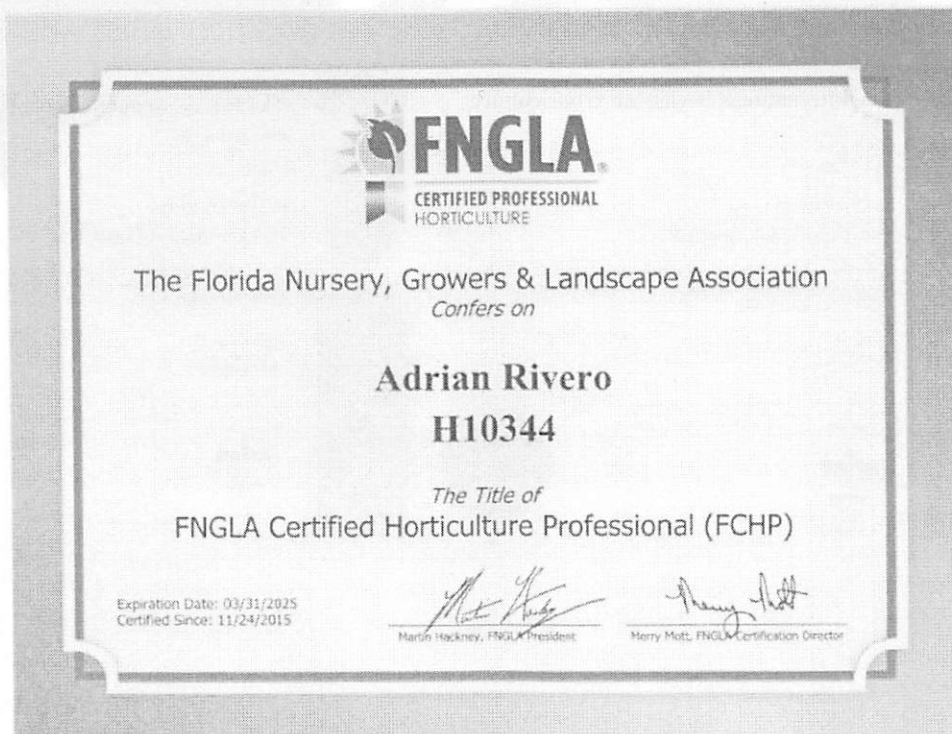 FNGLA®
CERTIFIED PROFESSIONAL
HORTICULTURE
The Florida Nursery, Growers & Landscape Association
Confers on
Adrian Rivero
H10344
The Title of
FNGLA Certified Horticulture Professional (FCHP)
Expiration Date: 03/31/2025
Certified Since: 11/24/2015
Martin Hackney, FNGLA President
Merry Mott, FNGLA Certification Director